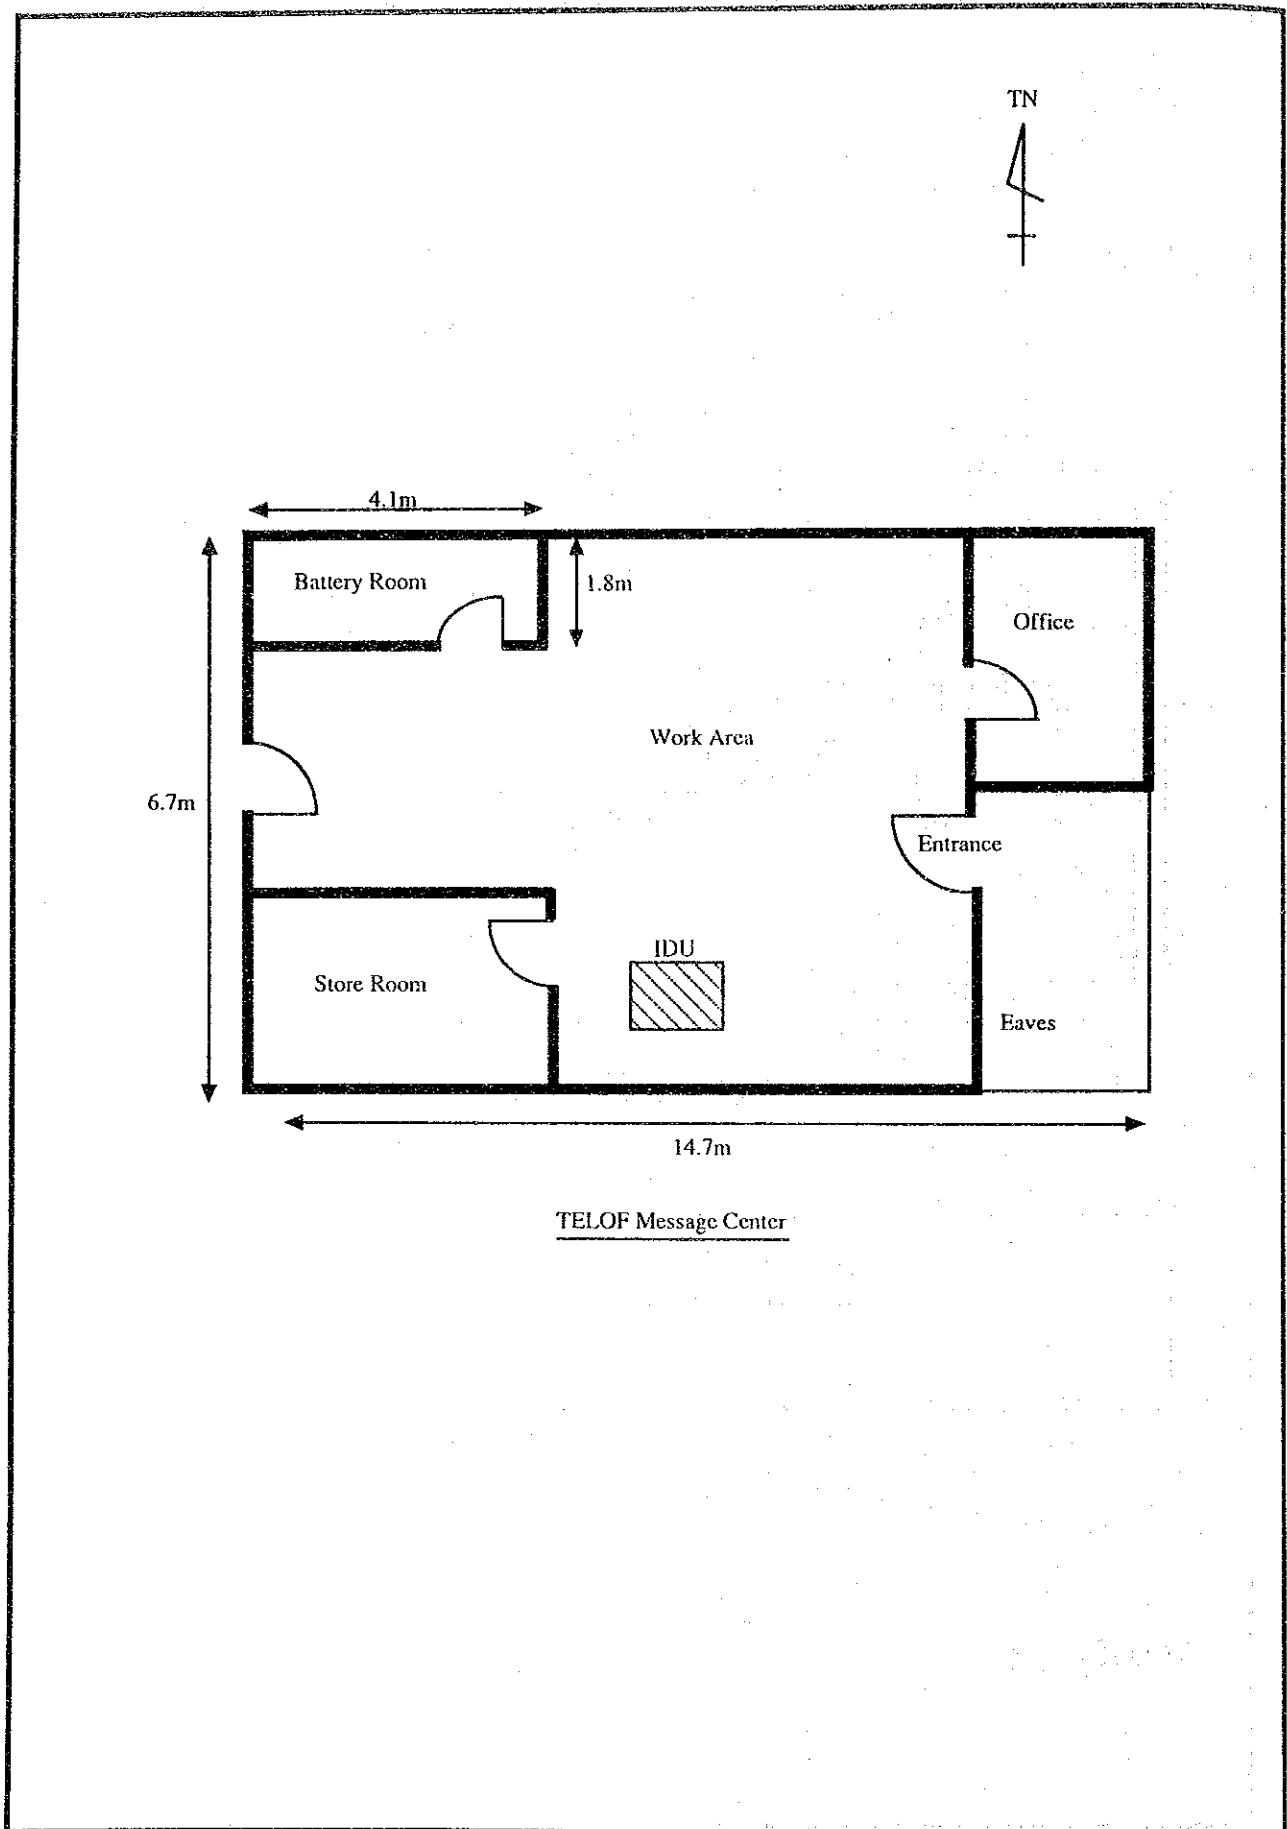 TN
4.1m
Battery Room
1.8m
Office
Work Area
6.7m
Entrance
IDU
Store Room
Eaves
14.7m
TELOF Message Center